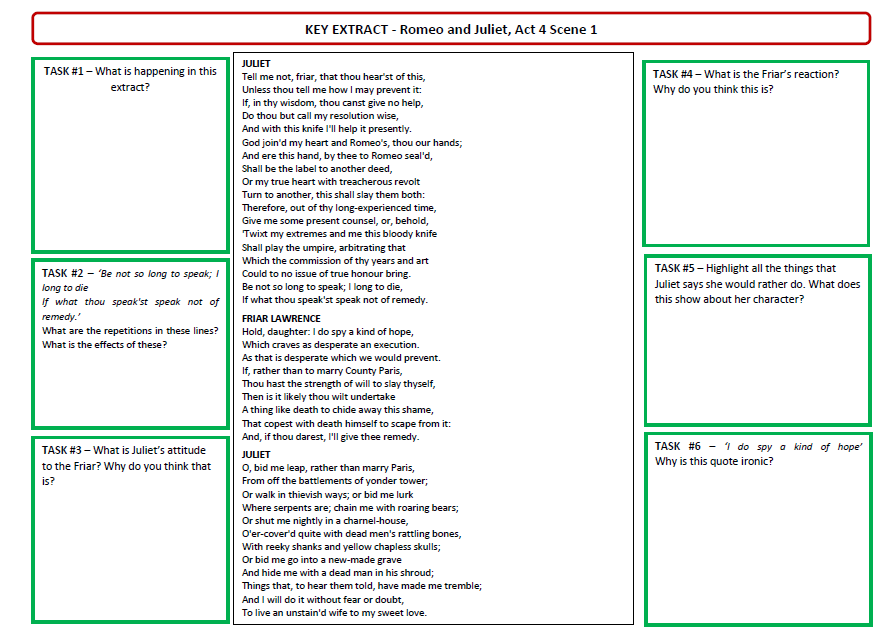 KEY EXTRACT - Romeo and Juliet, Act 4 Scene 1
TASK #1 – What is happening in this
extract?
TASK #2 – ‘Be not so long to speak; I
long to die
If what thou speak'st speak not of
remedy.’
What are the repetitions in these lines?
What is the effects of these?
TASK #3 – What is Juliet’s attitude
to the Friar? Why do you think that
is?
JULIET
Tell me not, friar, that thou hear'st of this,
Unless thou tell me how I may prevent it:
If, in thy wisdom, thou canst give no help,
Do thou but call my resolution wise,
And with this knife I'll help it presently.
God join'd my heart and Romeo's, thou our hands;
And ere this hand, by thee to Romeo seal'd,
Shall be the label to another deed,
Or my true heart with treacherous revolt
Turn to another, this shall slay them both:
Therefore, out of thy long-experienced time,
Give me some present counsel, or, behold,
'Twixt my extremes and me this bloody knife
Shall play the umpire, arbitrating that
Which the commission of thy years and art
Could to no issue of true honour bring.
Be not so long to speak; I long to die,
If what thou speak'st speak not of remedy.
FRIAR LAWRENCE
Hold, daughter: I do spy a kind of hope,
Which craves as desperate an execution.
As that is desperate which we would prevent.
If, rather than to marry County Paris,
Thou hast the strength of will to slay thyself,
Then is it likely thou wilt undertake
A thing like death to chide away this shame,
That copest with death himself to scape from it:
And, if thou darest, I'll give thee remedy.
JULIET
O, bid me leap, rather than marry Paris,
From off the battlements of yonder tower;
Or walk in thievish ways; or bid me lurk
Where serpents are; chain me with roaring bears;
Or shut me nightly in a charnel-house,
O'er-cover'd quite with dead men's rattling bones,
With reeky shanks and yellow chapless skulls;
Or bid me go into a new-made grave
And hide me with a dead man in his shroud;
Things that, to hear them told, have made me tremble;
And I will do it without fear or doubt,
To live an unstain'd wife to my sweet love.
TASK #4 – What is the Friar’s reaction?
Why do you think this is?
TASK #5 – Highlight all the things that
Juliet says she would rather do. What does
this show about her character?
TASK #6 – ‘I do spy a kind of hope’
Why is this quote ironic?